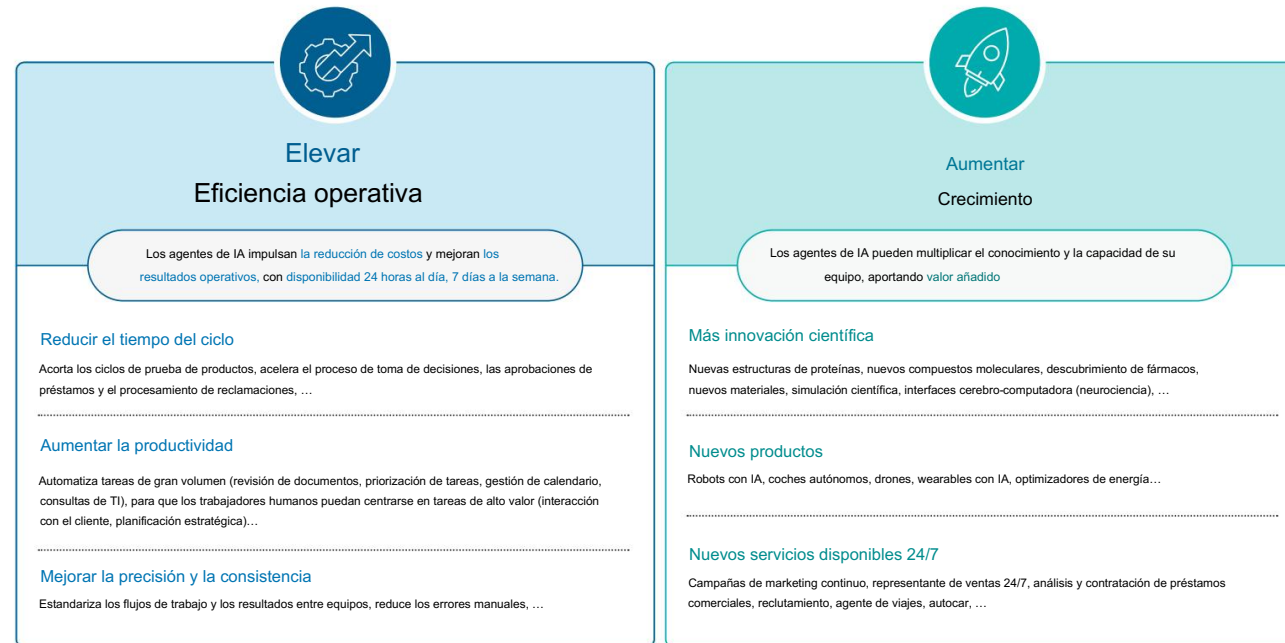 Elevar
Eficiencia operativa
Los agentes de IA impulsan la reducción de costos y mejoran los
resultados operativos, con disponibilidad 24 horas al día, 7 días a la semana.
Reducir el tiempo del ciclo
Acorta los ciclos de prueba de productos, acelera el proceso de toma de decisiones, las aprobaciones de
préstamos y el procesamiento de reclamaciones, …
Aumentar la productividad
Automatiza tareas de gran volumen (revisión de documentos, priorización de tareas, gestión de calendario,
consultas de TI), para que los trabajadores humanos puedan centrarse en tareas de alto valor (interacción
con el cliente, planificación estratégica)…
Mejorar la precisión y la consistencia
Estandariza los flujos de trabajo y los resultados entre equipos, reduce los errores manuales, …
Aumentar
Crecimiento
Los agentes de IA pueden multiplicar el conocimiento y la capacidad de su
equipo, aportando valor añadido
Más innovación científica
Nuevas estructuras de proteínas, nuevos compuestos moleculares, descubrimiento de fármacos,
nuevos materiales, simulación científica, interfaces cerebro-computadora (neurociencia), …
Nuevos productos
Robots con IA, coches autónomos, drones, wearables con IA, optimizadores de energía…
Nuevos servicios disponibles 24/7
Campañas de marketing continuo, representante de ventas 24/7, análisis y contratación de préstamos
comerciales, reclutamiento, agente de viajes, autocar, …